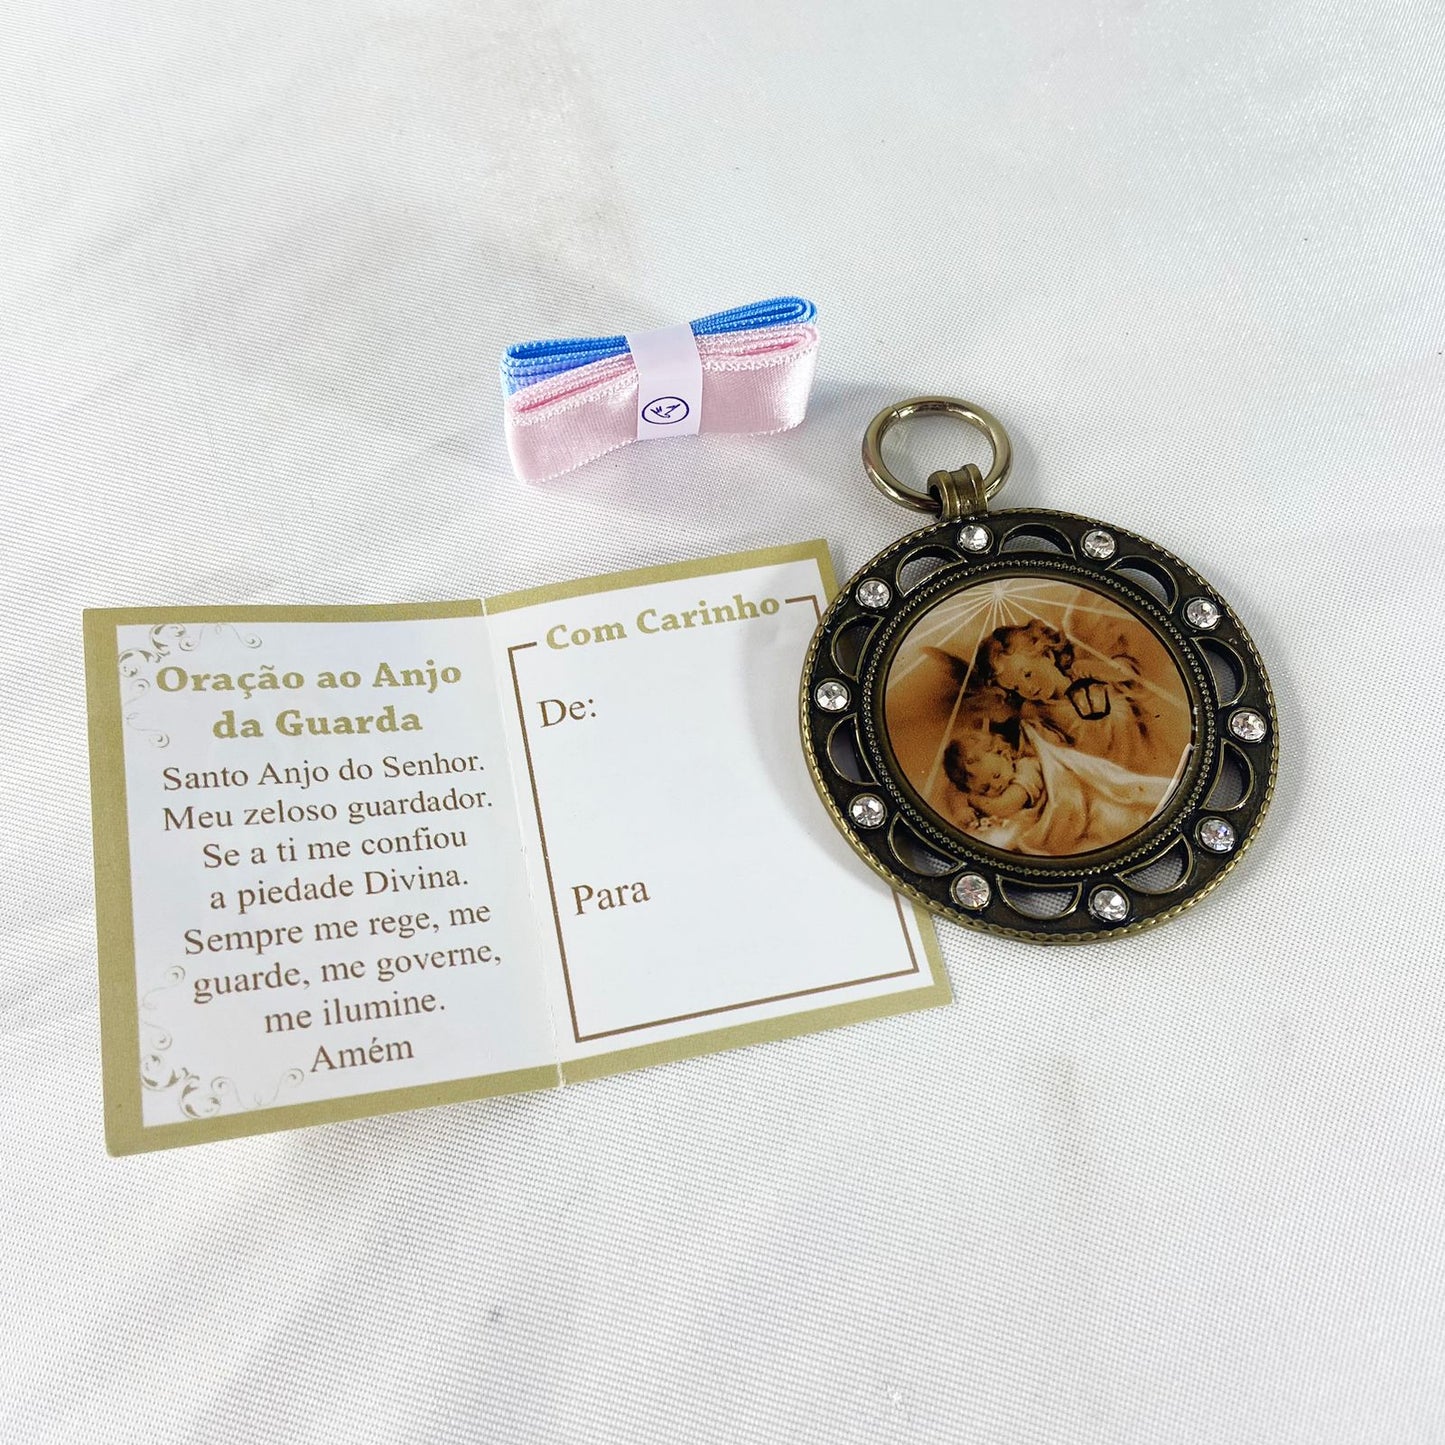 Oração ao Anjo
da Guarda
Santo Anjo do Senhor.
Meu zeloso guardador.
Se a ti me confiou
a piedade Divina.
Sempre me rege, me
guarde, me governe,
me ilumine.
Amém
Com Carinho
De:
Para